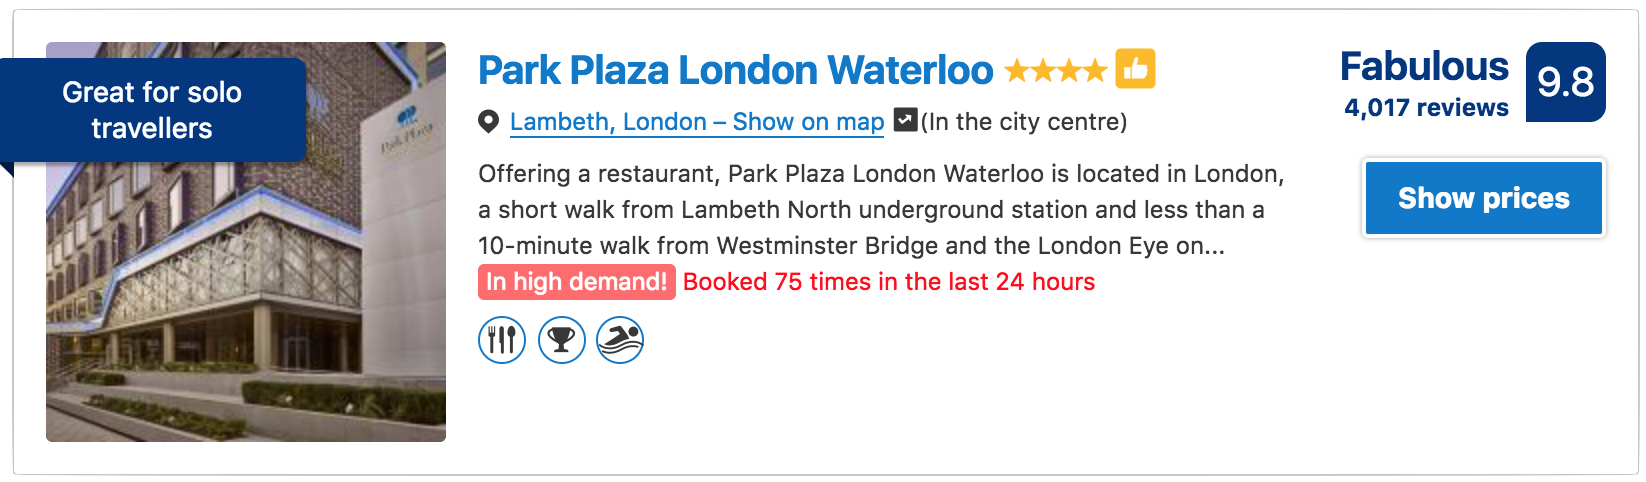 Great for solo
travellers
Park Plaza
Park Plaza London Waterloo
Lambeth, London – Show on map (In the city centre)
Offering a restaurant, Park Plaza London Waterloo is located in London,
a short walk from Lambeth North underground station and less than a
10-minute walk from Westminster Bridge and the London Eye on...
In high demand! Booked 75 times in the last 24 hours
Fabulous
4,017 reviews
9.8
Show prices